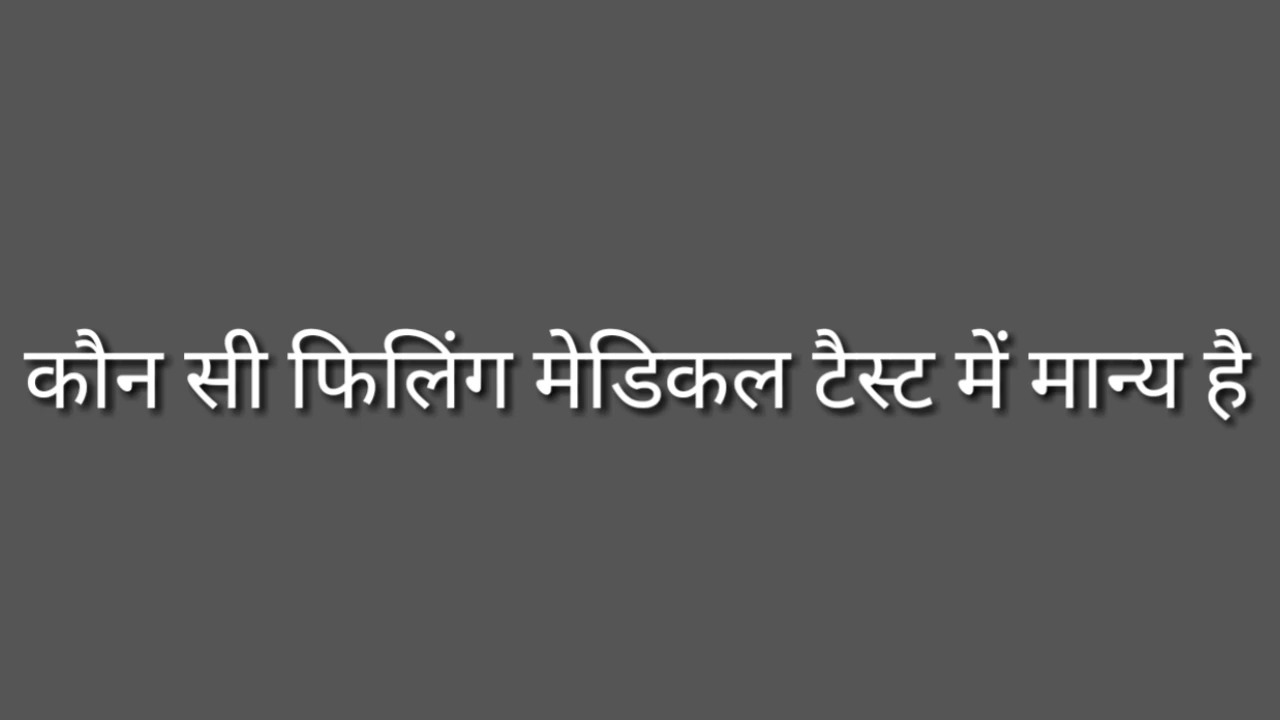 कौन सी फिलिंग मेडिकल टैस्ट में मान्य है